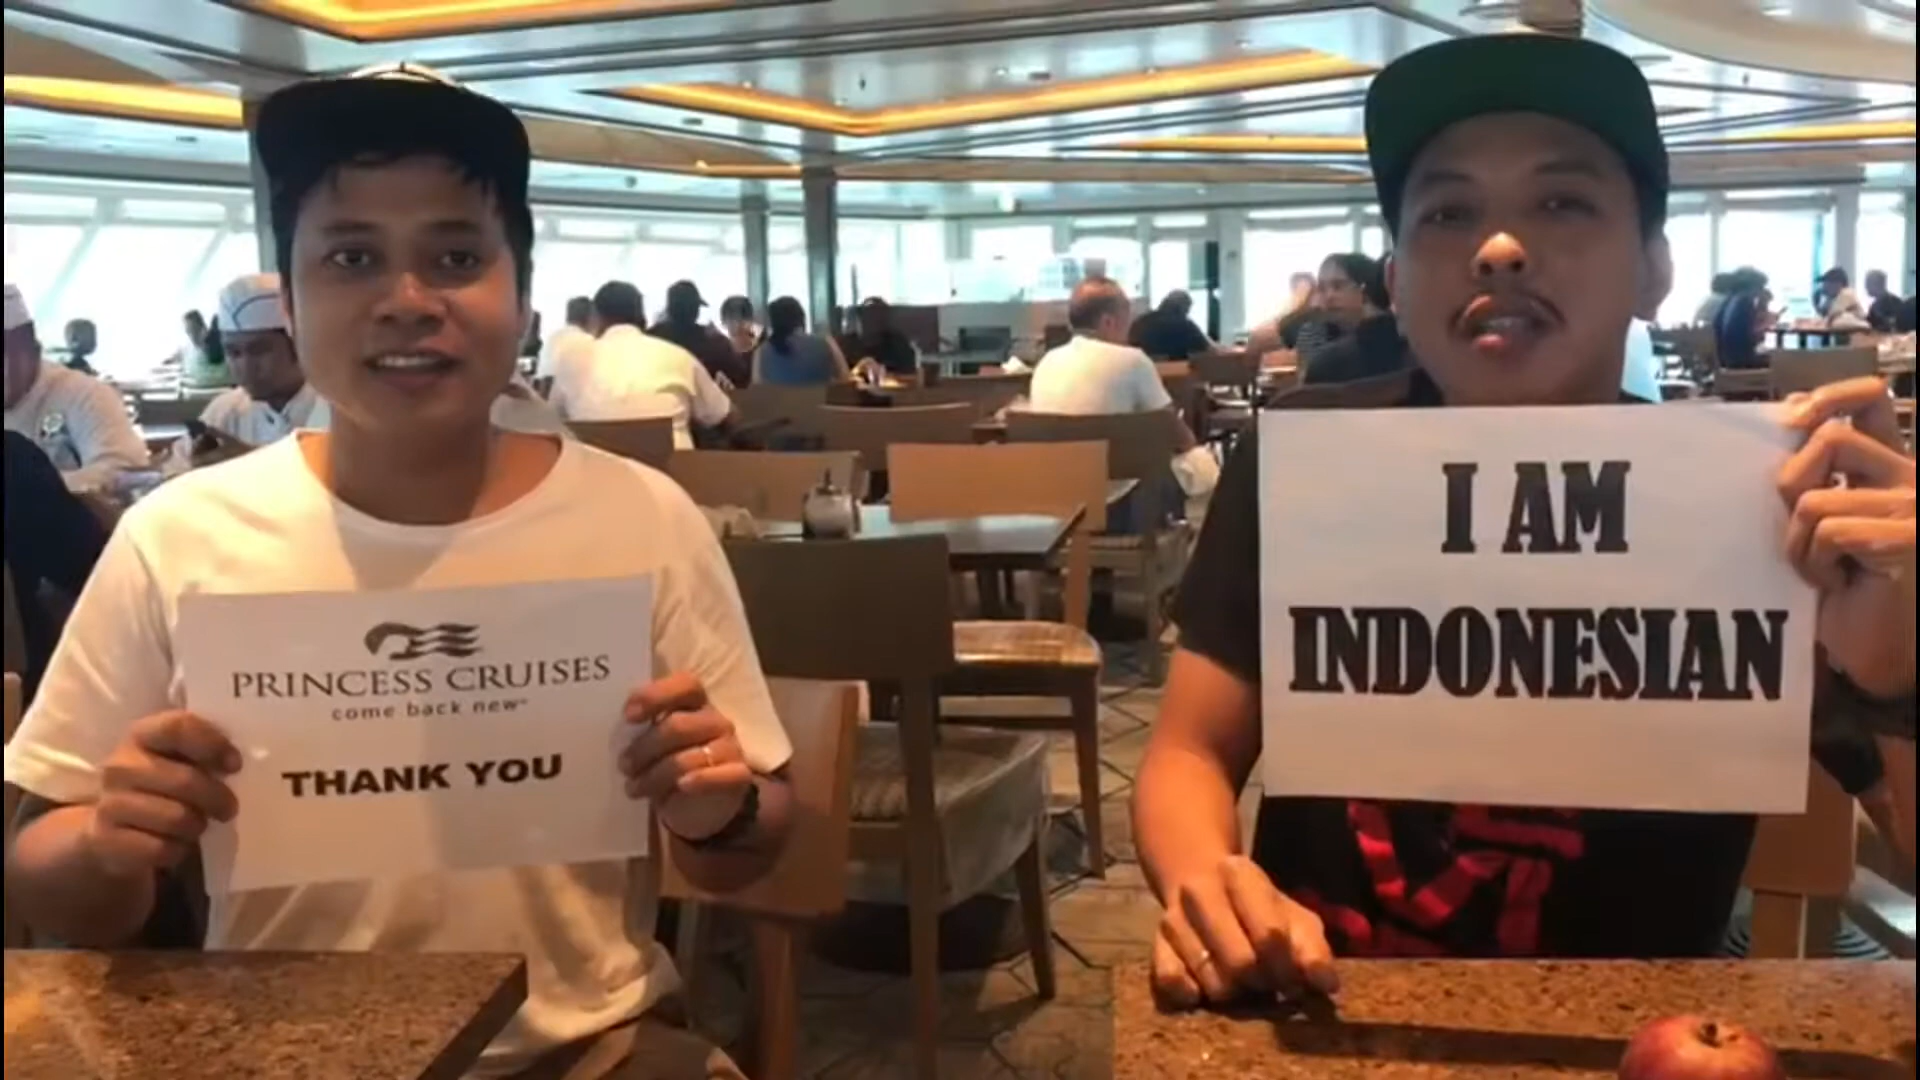 PRINCESS CRUISES
come back new
THANK YOU
I AM
INDONESIAN